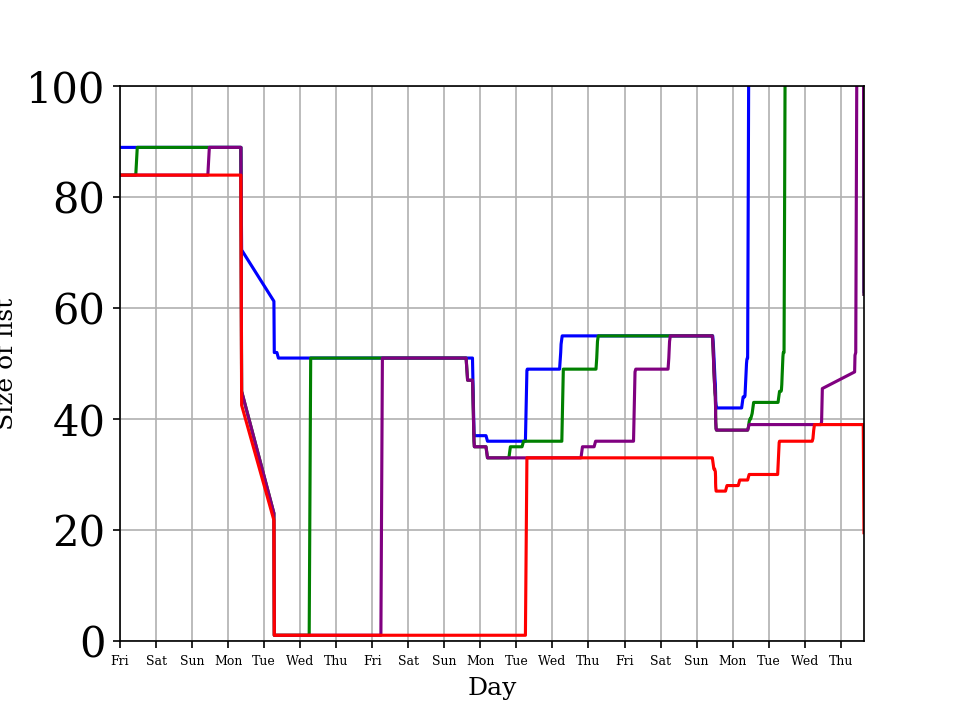 100
80
60
40
20
0
Size of list
Fri Sat Sun Mon Tue Wed Thu Fri Sat Sun Mon Tue Wed Thu Fri Sat Sun Mon Tue Wed Thu
Day